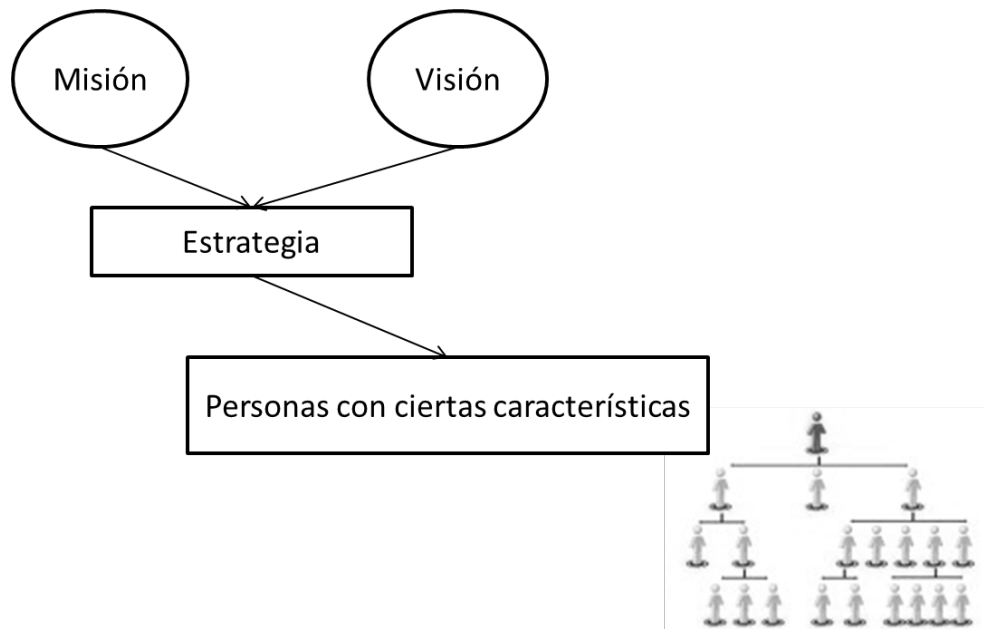 Misión
Visión
Estrategia
Personas con ciertas características